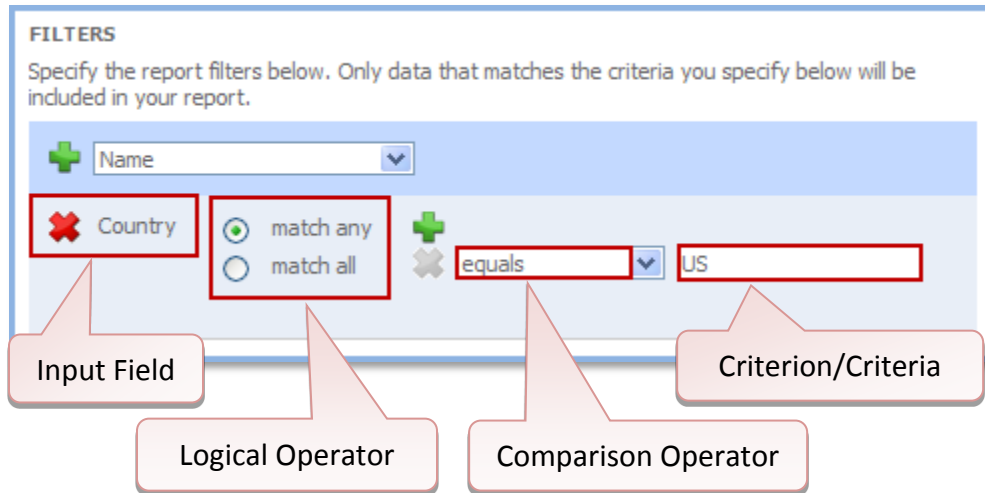 FILTERS
Specify the report filters below. Only data that matches the criteria you specify below will be
included in your report.
Name
Country
match any
match all
equals
US
Input Field
Criterion/Criteria
Logical Operator
Comparison Operator